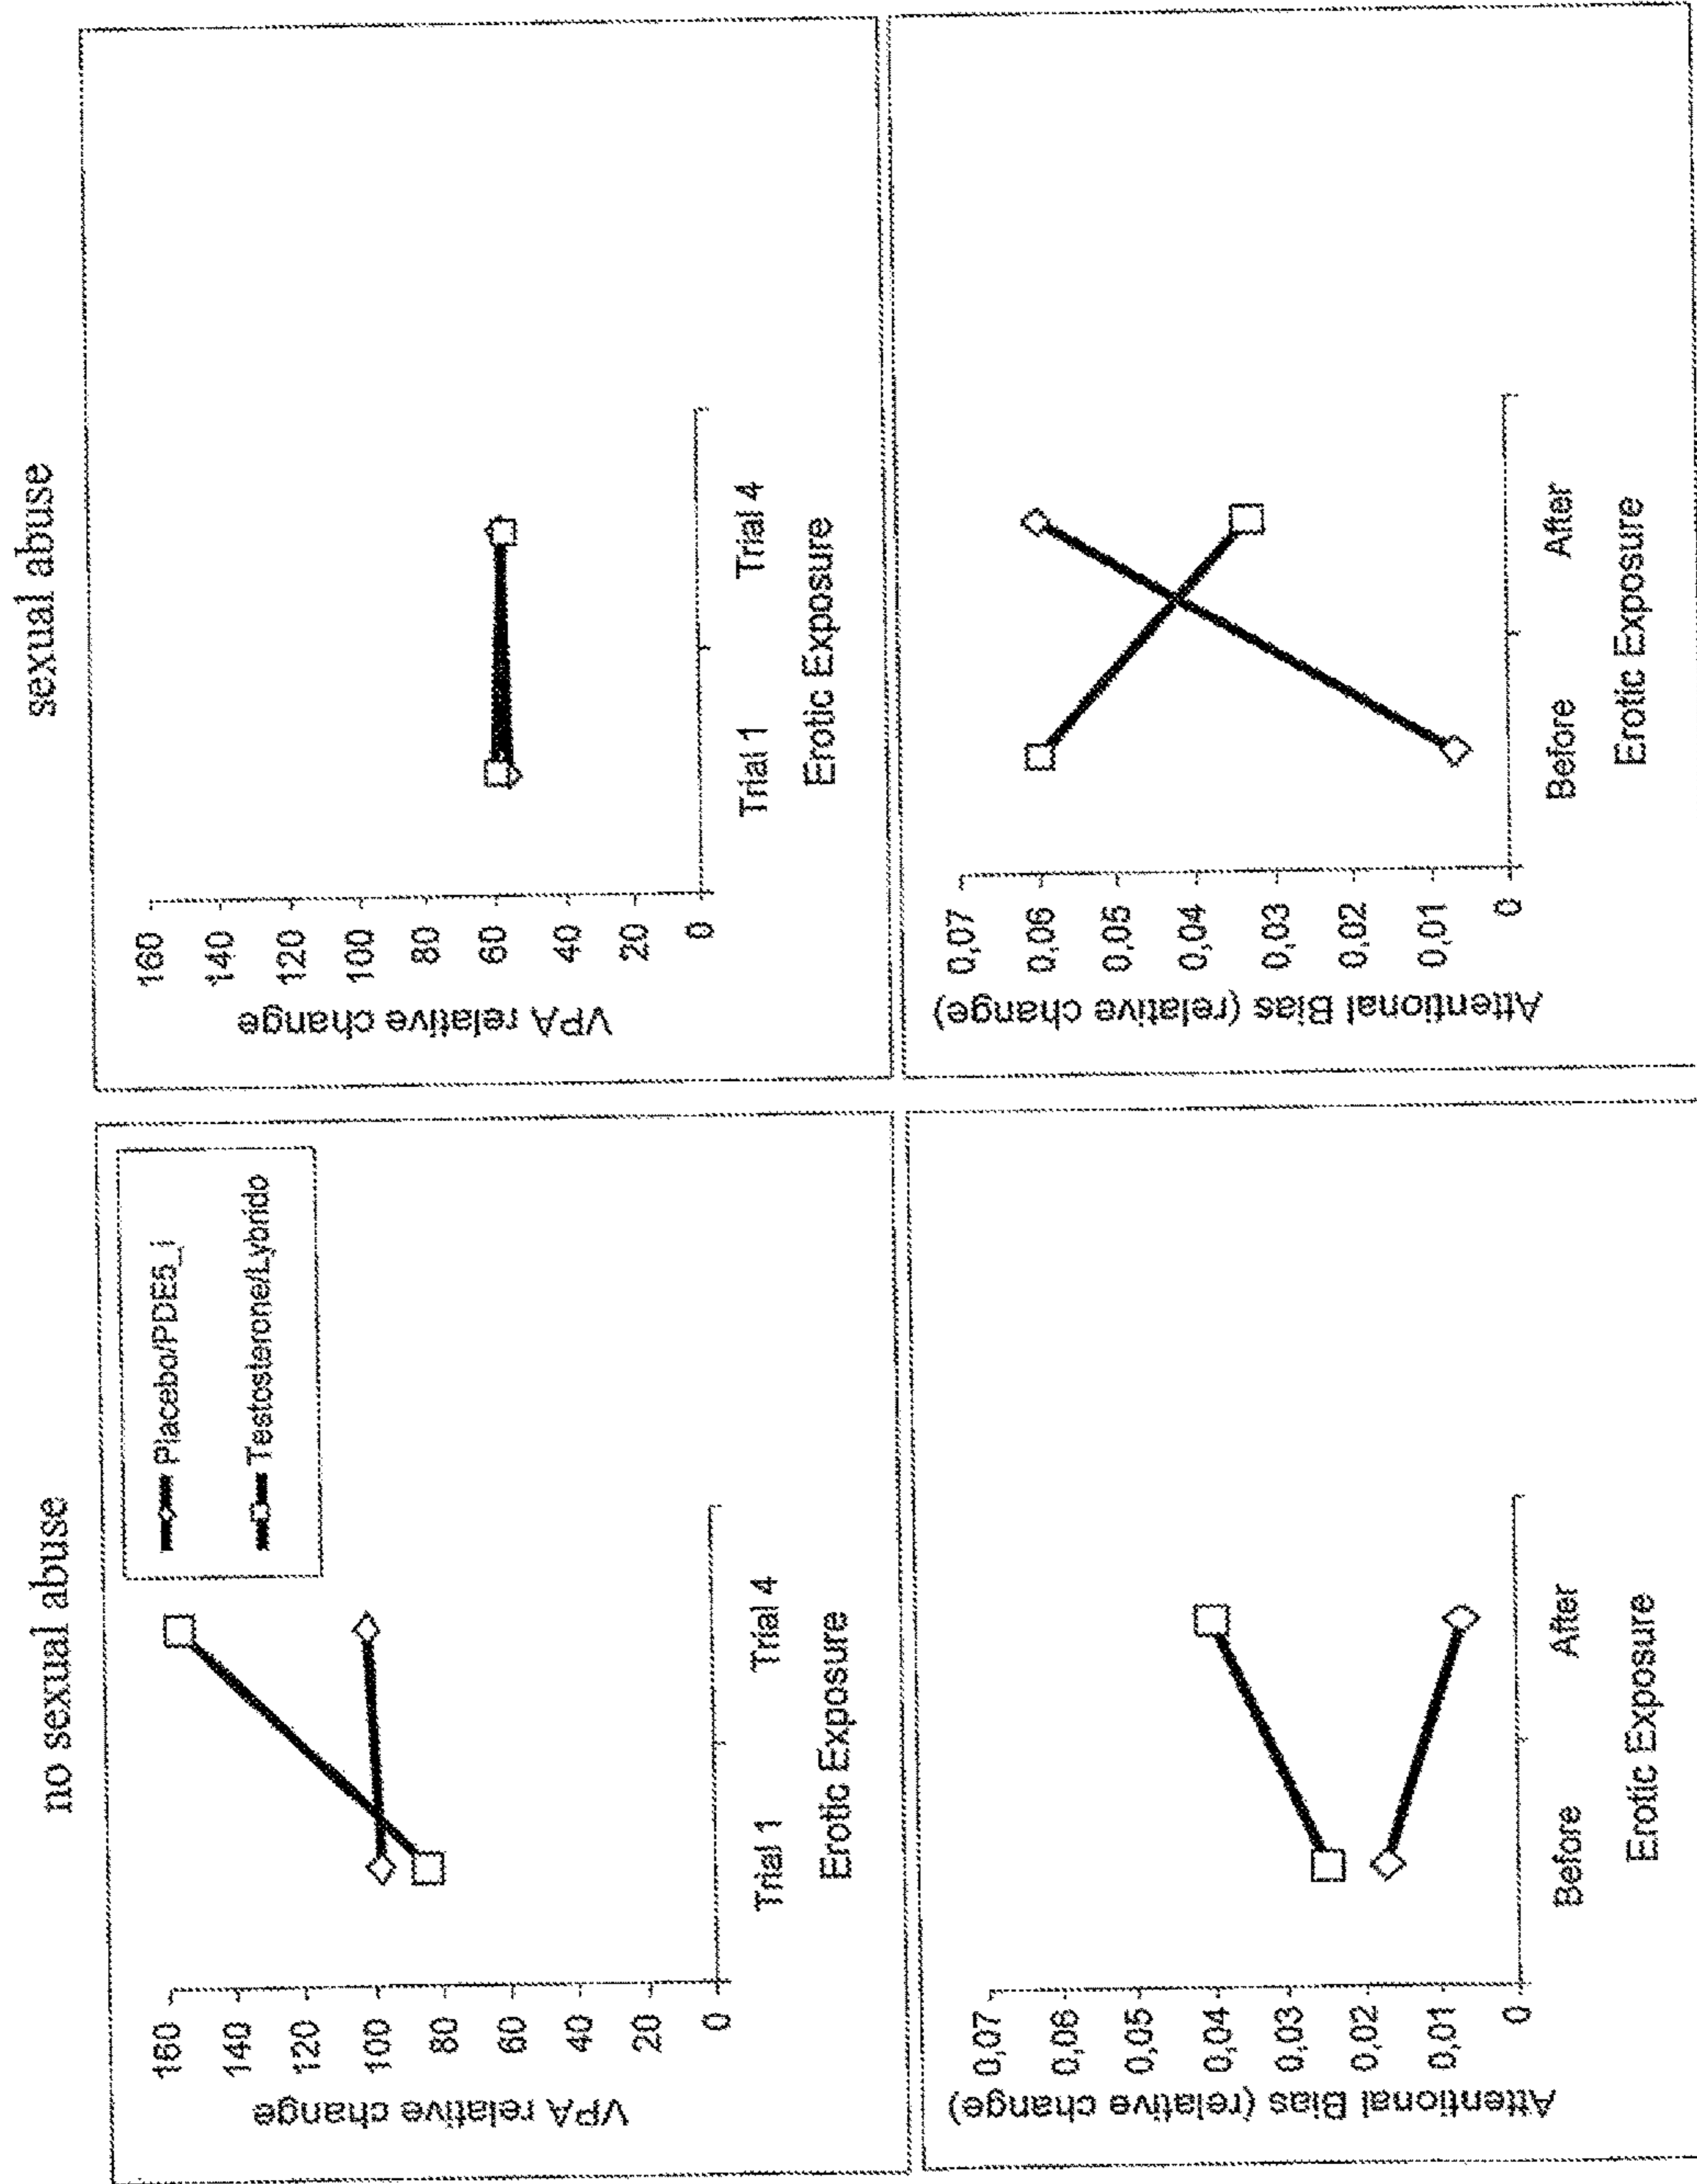 no sexual abuse
sexual abuse
VPA relative change
160
140
120
100
80
60
40
20
0
Trial 1
Trial 4
Erotic Exposure
Placebo/PDE5_i
Testosterone/Lybrido
VPA relative change
160
140
120
100
80
60
40
20
0
Trial 1
Trial 4
Erotic Exposure
Attentional Bias (relative change)
0,07
0,06
0,05
0,04
0,03
0,02
0,01
0
Before
After
Erotic Exposure
Attentional Bias (relative change)
0,07
0,06
0,05
0,04
0,03
0,02
0,01
0
Before
After
Erotic Exposure